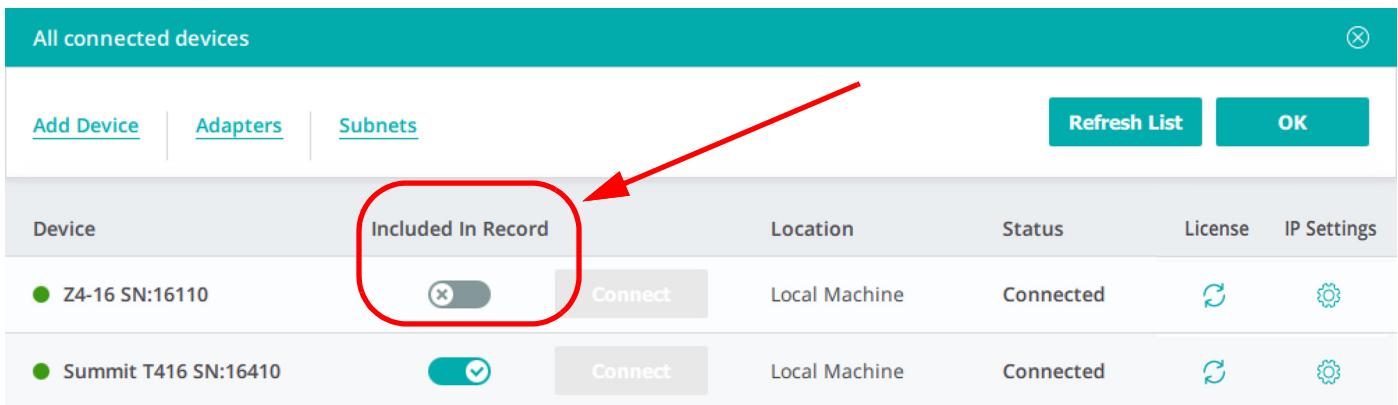 All connected devices
Add Device Adapters Subnets Refresh List OK
Device Included In Record Location Status License IP Settings
Z4-16 SN:16110 Connect Local Machine Connected
Summit T416 SN:16410 Connect Local Machine Connected